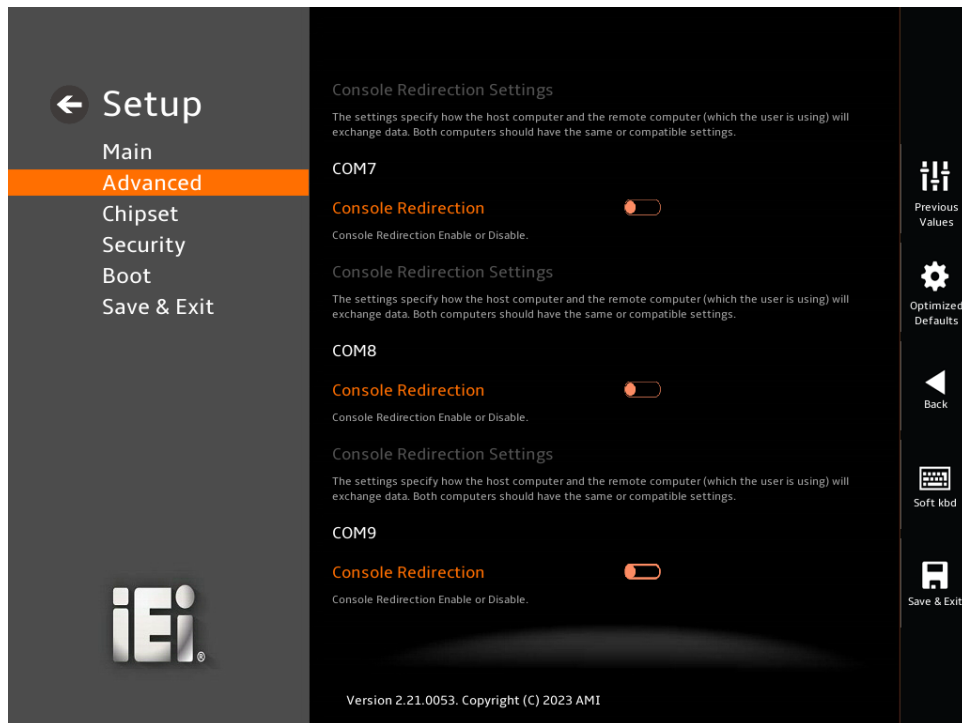 Setup
Main
Advanced
Chipset
Security
Boot
Save & Exit
iEi®
Console Redirection Settings
The settings specify how the host computer and the remote computer (which the user is using) will
exchange data. Both computers should have the same or compatible settings.
COM7
Console Redirection
Console Redirection Enable or Disable.
Console Redirection Settings
The settings specify how the host computer and the remote computer (which the user is using) will
exchange data. Both computers should have the same or compatible settings.
COM8
Console Redirection
Console Redirection Enable or Disable.
Console Redirection Settings
The settings specify how the host computer and the remote computer (which the user is using) will
exchange data. Both computers should have the same or compatible settings.
COM9
Console Redirection
Console Redirection Enable or Disable.
Version 2.21.0053. Copyright (C) 2023 AMI
Previous
Values
Optimized
Defaults
Back
Soft kbd
Save & Exit